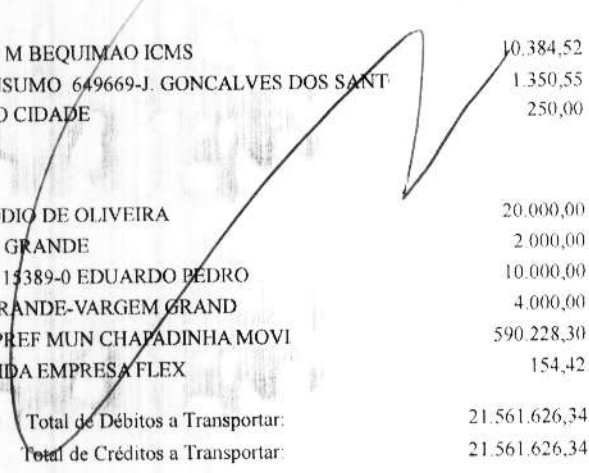 M BEQUIMAO ICMS 10.384,52
NSUMO 649669-J. GONCALVES DOS SANT 1.350,55
O CIDADE 250,00
DIO DE OLIVEIRA 20.000,00
GRANDE 2.000,00
15389-0 EDUARDO PEDRO 10.000,00
RANDE-VARGEM GRAND 4.000,00
PREF MUN CHAPADINHA MOVI 590.228,30
IDA EMPRESA FLEX 154,42
Total de Débitos a Transportar: 21.561.626,34
Total de Créditos a Transportar: 21.561.626,34